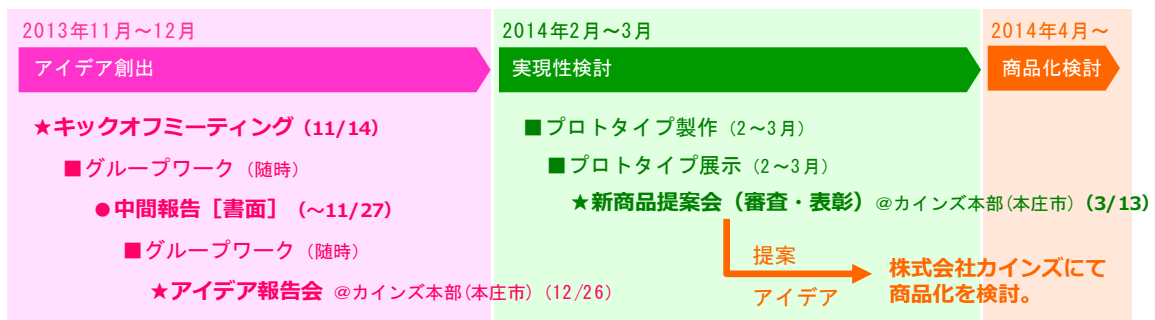 2013年11月～12月
アイデア創出
★キックオフミーティング（11/14）
■グループワーク（随時）
●中間報告［書面］（～11/27）
■グループワーク（随時）
★アイデア報告会 ＠カインズ本部(本庄市)（12/26）
2014年2月～3月
実現性検討
■プロトタイプ製作（2～3月）
■プロトタイプ展示（2～3月）
★新商品提案会（審査・表彰）＠カインズ本部(本庄市)（3/13）
提案
アイデア
2014年4月～
商品化検討
株式会社カインズにて
商品化を検討。